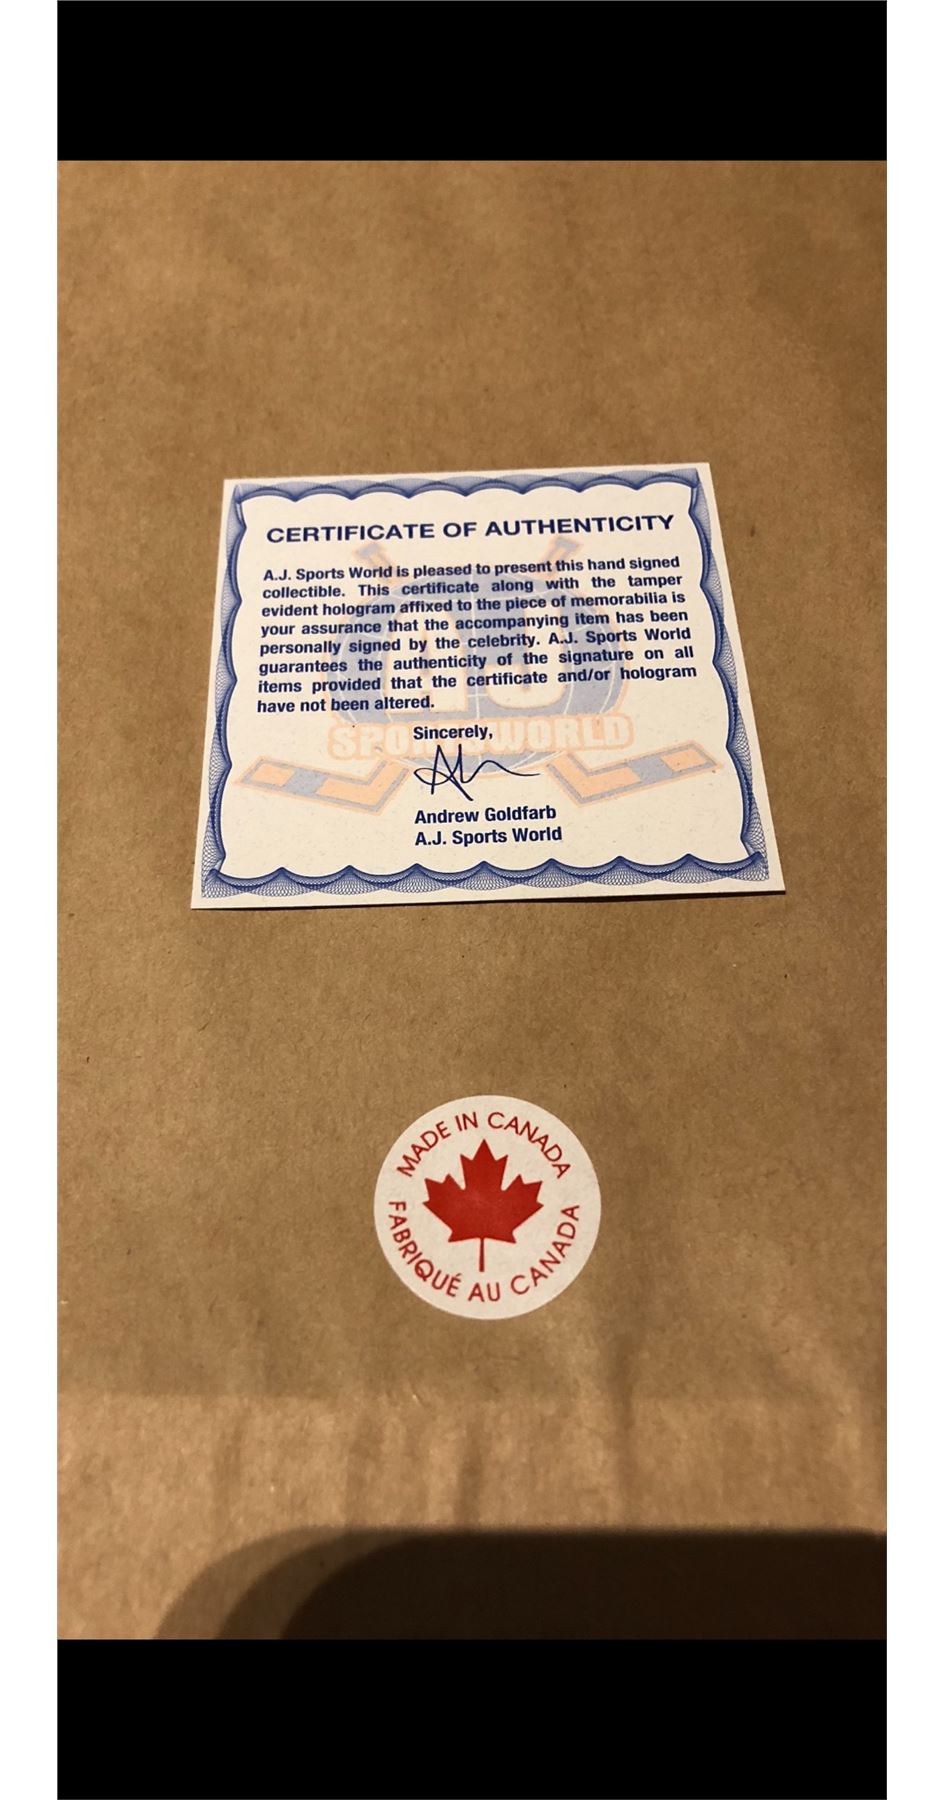 CERTIFICATE OF AUTHENTICITY
A.J. Sports World is pleased to present this hand signed
collectible. This certificate along with the tamper
evident hologram affixed to the piece of memorabilia is
your assurance that the accompanying item has been
personally signed by the celebrity. A.J. Sports World
guarantees the authenticity of the signature on all
items provided that the certificate and/or hologram
have not been altered.
AJ
SPORTS WORLD
Sincerely,
Andrew Goldfarb
A.J. Sports World
MADE IN CANADA
FABRIQUÉ AU CANADA